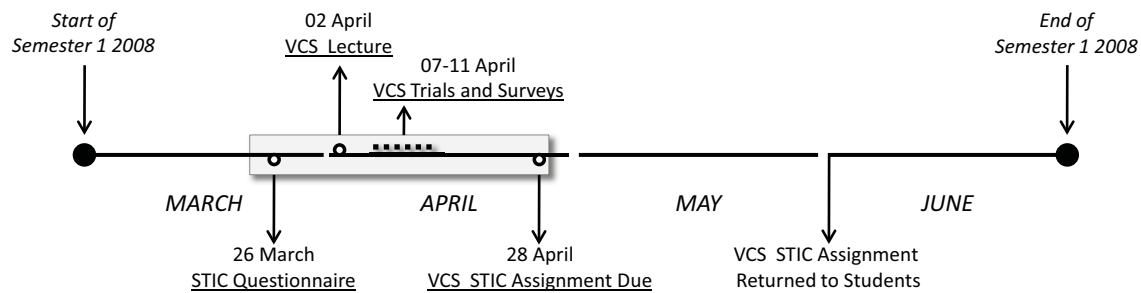 Start of
Semester 1 2008
02 April
VCS Lecture
07-11 April
VCS Trials and Surveys
End of
Semester 1 2008
MARCH
APRIL
MAY
JUNE
26 March
STIC Questionnaire
28 April
VCS STIC Assignment Due
VCS STIC Assignment
Returned to Students